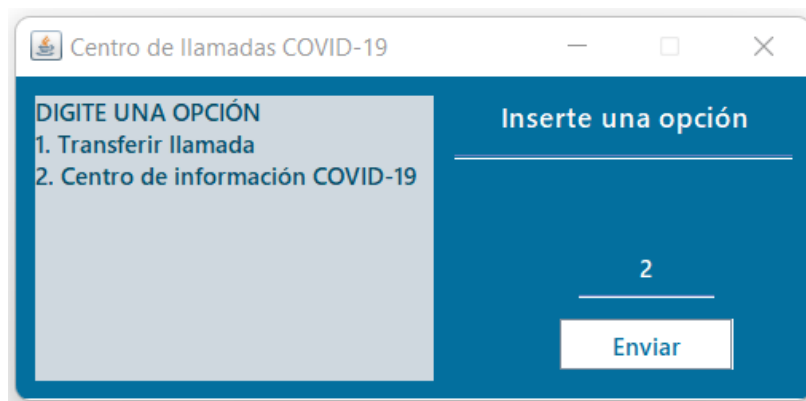 Centro de llamadas COVID-19
DIGITE UNA OPCIÓN
1. Transferir llamada
2. Centro de información COVID-19
Inserte una opción
2
Enviar